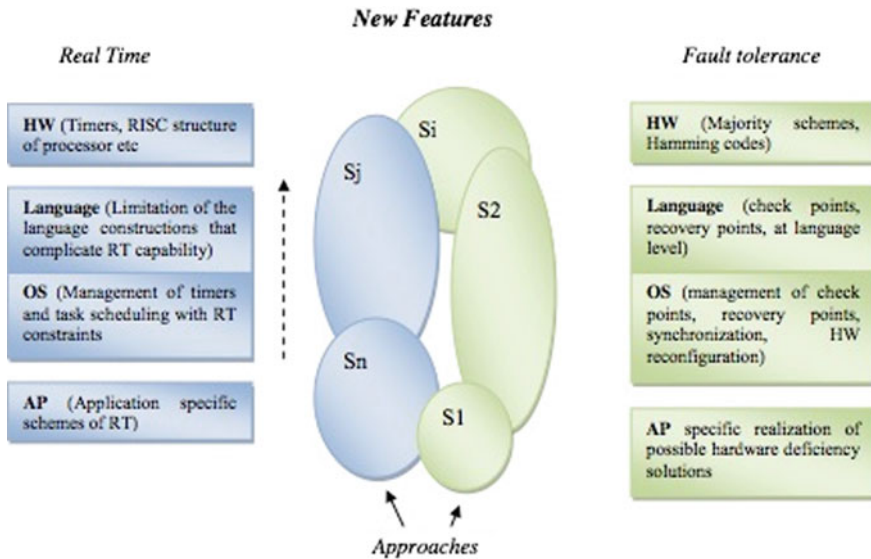 New Features
Real Time
Fault tolerance
HW (Timers, RISC structure
of processor etc
Language (Limitation of the
language constructions that
complicate RT capability)
OS (Management of timers
and task scheduling with RT
constraints
AP (Application specific
schemes of RT)
Si
Sj
S2
Sn
S1
Approaches
HW (Majority schemes,
Hamming codes)
Language (check points,
recovery points, at language
level)
OS (management of check
points, recovery points,
synchronization, HW
reconfiguration)
AP specific realization of
possible hardware deficiency
solutions